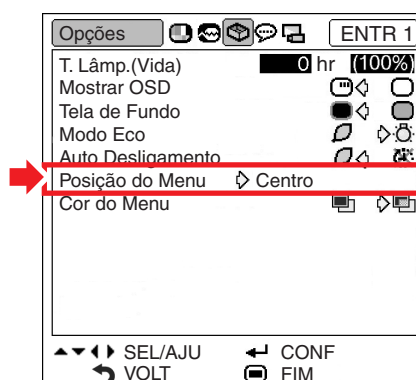 Opções ENTR 1
T. Lâmp.(Vida) 0 hr (100%)
Mostrar OSD
Tela de Fundo
Modo Eco
Auto Desligamento
Posição do Menu Centro
Cor do Menu
SEL/AJU CONF
VOLT FIM